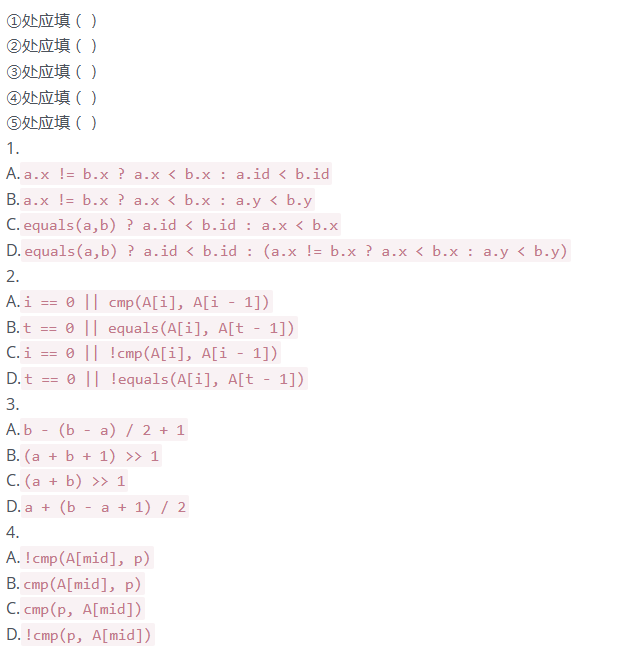 ①处应填（ ）
②处应填（ ）
③处应填（ ）
④处应填（ ）
⑤处应填（ ）
1.
A. a.x != b.x ? a.x < b.x : a.id < b.id
B. a.x != b.x ? a.x < b.x : a.y < b.y
C. equals(a,b) ? a.id < b.id : a.x < b.x
D. equals(a,b) ? a.id < b.id : (a.x != b.x ? a.x < b.x : a.y < b.y)
2.
A. i == 0 || cmp(A[i], A[i - 1])
B. t == 0 || equals(A[i], A[t - 1])
C. i == 0 || !cmp(A[i], A[i - 1])
D. t == 0 || !equals(A[i], A[t - 1])
3.
A. b - (b - a) / 2 + 1
B. (a + b + 1) >> 1
C. (a + b) >> 1
D. a + (b - a + 1) / 2
4.
A. !cmp(A[mid], p)
B. cmp(A[mid], p)
C. cmp(p, A[mid])
D. !cmp(p, A[mid])